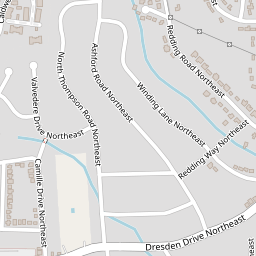 Redding Road Northeast
Ashford Road Northeast
North Thompson Road Northeast
Winding Lane Northeast
Valvedere Drive Northeast
Camille Drive Northeast
Redding Way Northeast
Dresden Drive Northeast